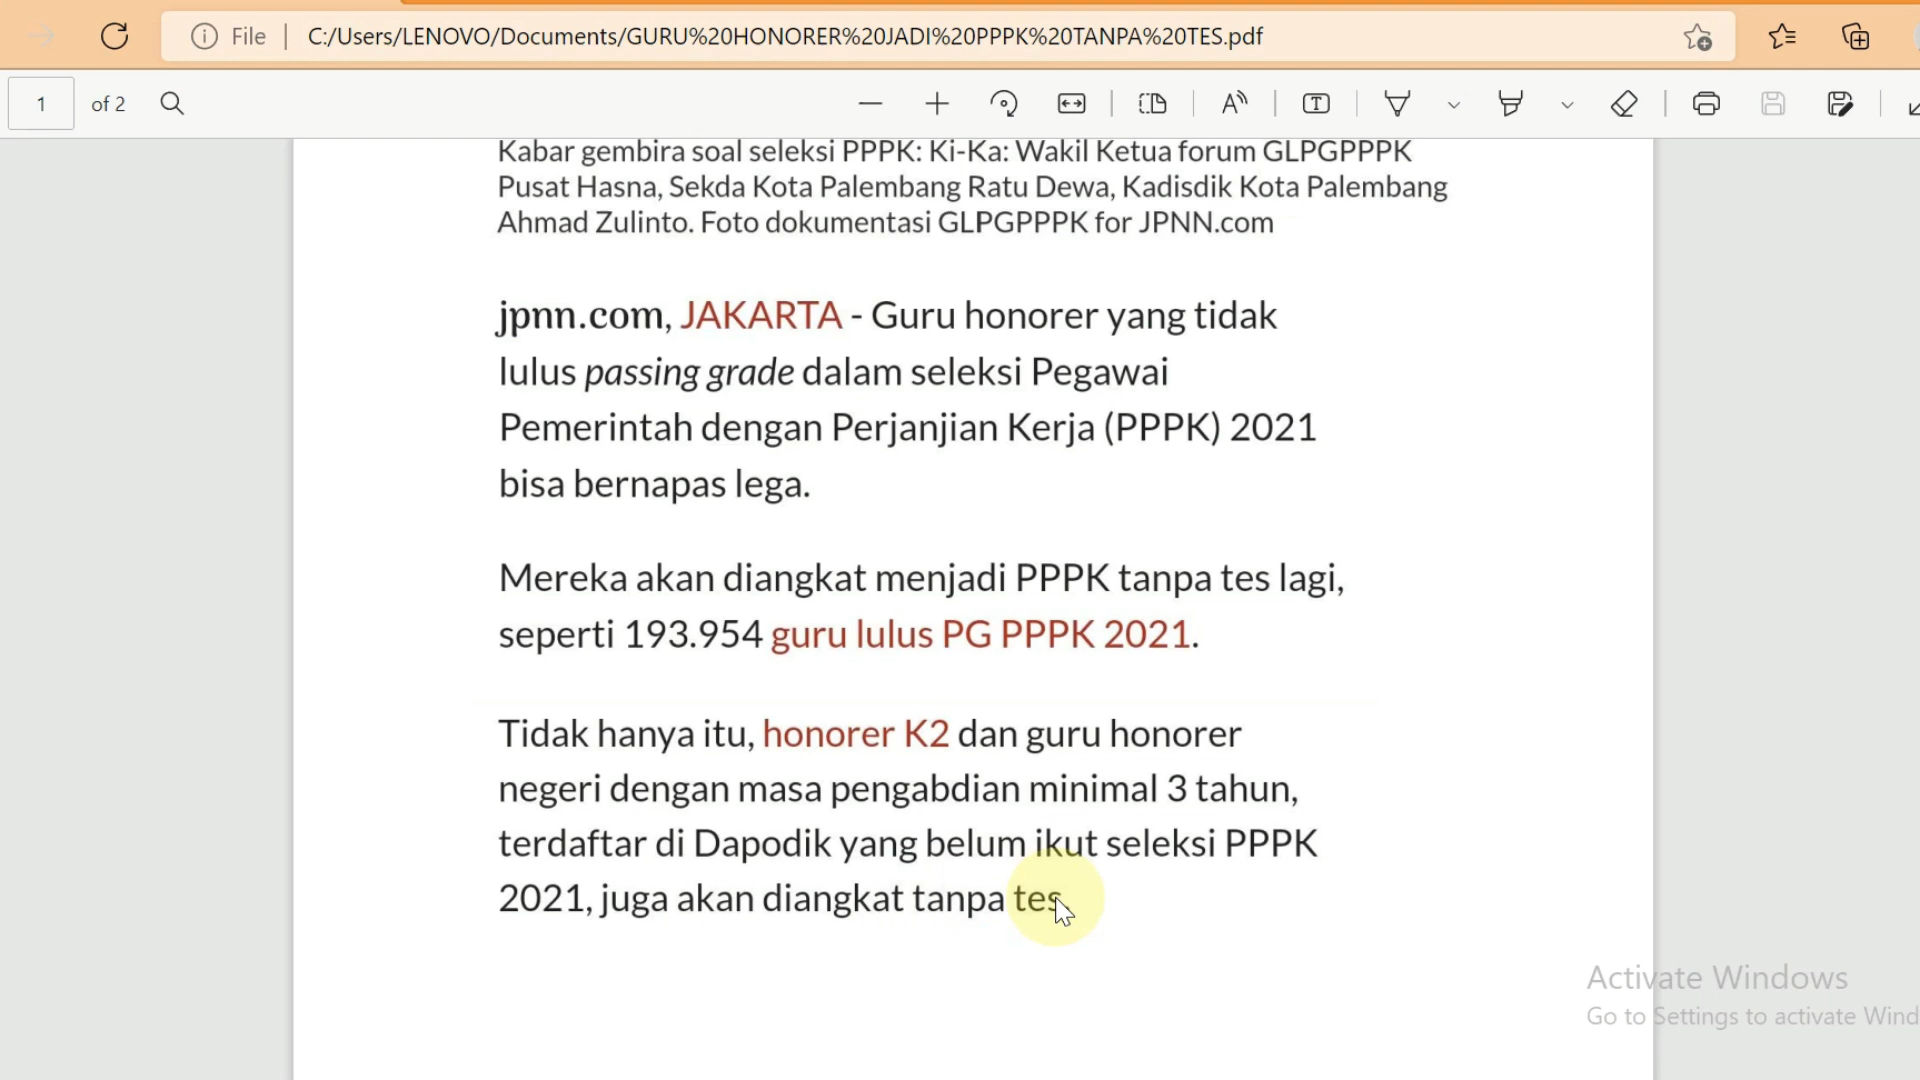 File | C:/Users/LENOVO/Documents/GURU%20HONORER%20JADI%20PPPK%20TANPA%20TES.pdf
1 of 2
Kabar gembira soal seleksi PPPK: Ki-Ka: Wakil Ketua forum GLPGPPPK
Pusat Hasna, Sekda Kota Palembang Ratu Dewa, Kadisdik Kota Palembang
Ahmad Zulinto. Foto dokumentasi GLPGPPPK for JPNN.com
jpnn.com, JAKARTA - Guru honorer yang tidak
lulus passing grade dalam seleksi Pegawai
Pemerintah dengan Perjanjian Kerja (PPPK) 2021
bisa bernapas lega.
Mereka akan diangkat menjadi PPPK tanpa tes lagi,
seperti 193.954 guru lulus PG PPPK 2021.
Tidak hanya itu, honorer K2 dan guru honorer
negeri dengan masa pengabdian minimal 3 tahun,
terdaftar di Dapodik yang belum ikut seleksi PPPK
2021, juga akan diangkat tanpa tes
Activate Windows
Go to Settings to activate Wind